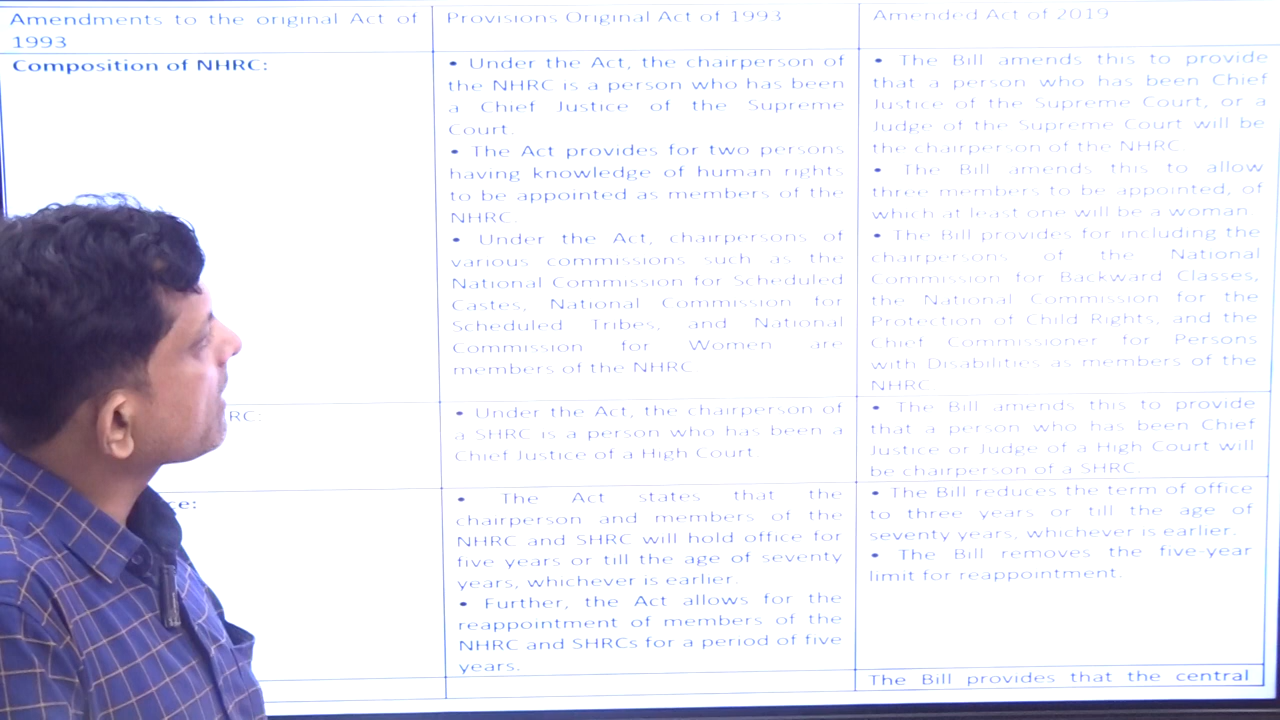 Amendments to the original Act of
1993
Provisions Original Act of 1993
Amended Act of 2019
Composition of NHRC:
• Under the Act, the chairperson of
the NHRC is a person who has been
a Chief Justice of the Supreme
Court.
• The Act provides for two persons
having knowledge of human rights
to be appointed as members of the
NHRC.
• Under the Act, chairpersons of
various commissions such as the
National Commission for Scheduled
Castes, National Commission for
Scheduled Tribes, and National
Commission for Women are
members of the NHRC
• The Bill amends this to provide
that a person who has been Chief
Justice of the Supreme Court, or a
Judge of the Supreme Court will be
the chairperson of the NHRC
• The Bill amends this to allow
three members to be appointed, of
which at least one will be a woman
• The Bill provides for including the
chairpersons of the National
Commission for Backward Classes,
the National Commission for the
Protection of Child Rights, and the
Chief Commissioner for Persons
with Disabilities as members of the
NHRC
RC:
• Under the Act, the chairperson of
a SHRC is a person who has been a
Chief Justice of a High Court.
• The Bill amends this to provide
that a person who has been Chief
Justice or Judge of a High Court will
be chairperson of a SHRC
ce:
• The Act states that the
chairperson and members of the
NHRC and SHRC will hold office for
five years or till the age of seventy
years, whichever is earlier.
• Further, the Act allows for the
reappointment of members of the
NHRC and SHRCs for a period of five
years.
• The Bill reduces the term of office
to three years or till the age of
seventy years, whichever is earlier.
• The Bill removes the five-year
limit for reappointment.
The Bill provides that the central